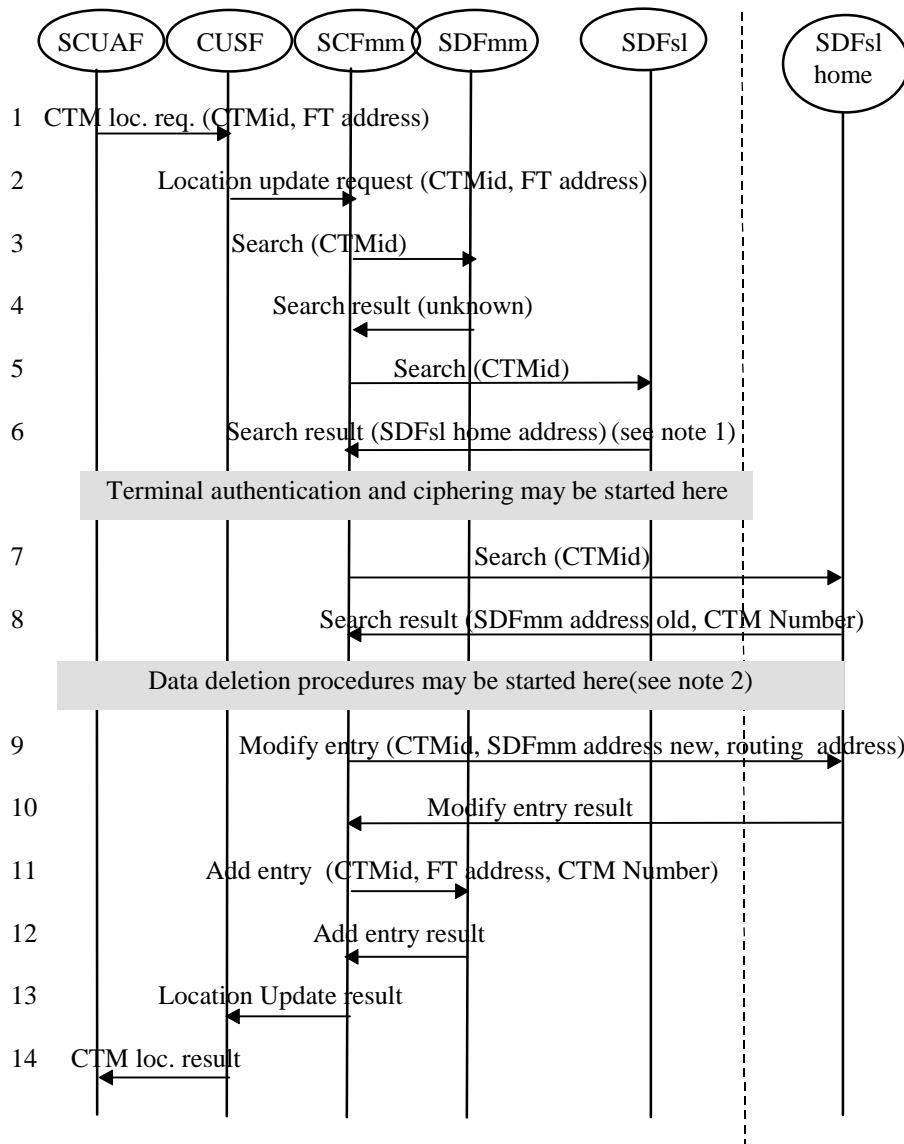 SCUAF CUSF SCFmm SDFmm SDFsl SDFsl
home
1 CTM loc. req. (CTMid, FT address)
2 Location update request (CTMid, FT address)
3 Search (CTMid)
4 Search result (unknown)
5 Search (CTMid)
6 Search result (SDFsl home address) (see note 1)
Terminal authentication and ciphering may be started here
7 Search (CTMid)
8 Search result (SDFmm address old, CTM Number)
Data deletion procedures may be started here(see note 2)
9 Modify entry (CTMid, SDFmm address new, routing address)
10 Modify entry result
11 Add entry (CTMid, FT address, CTM Number)
12 Add entry result
13 Location Update result
14 CTM loc. result